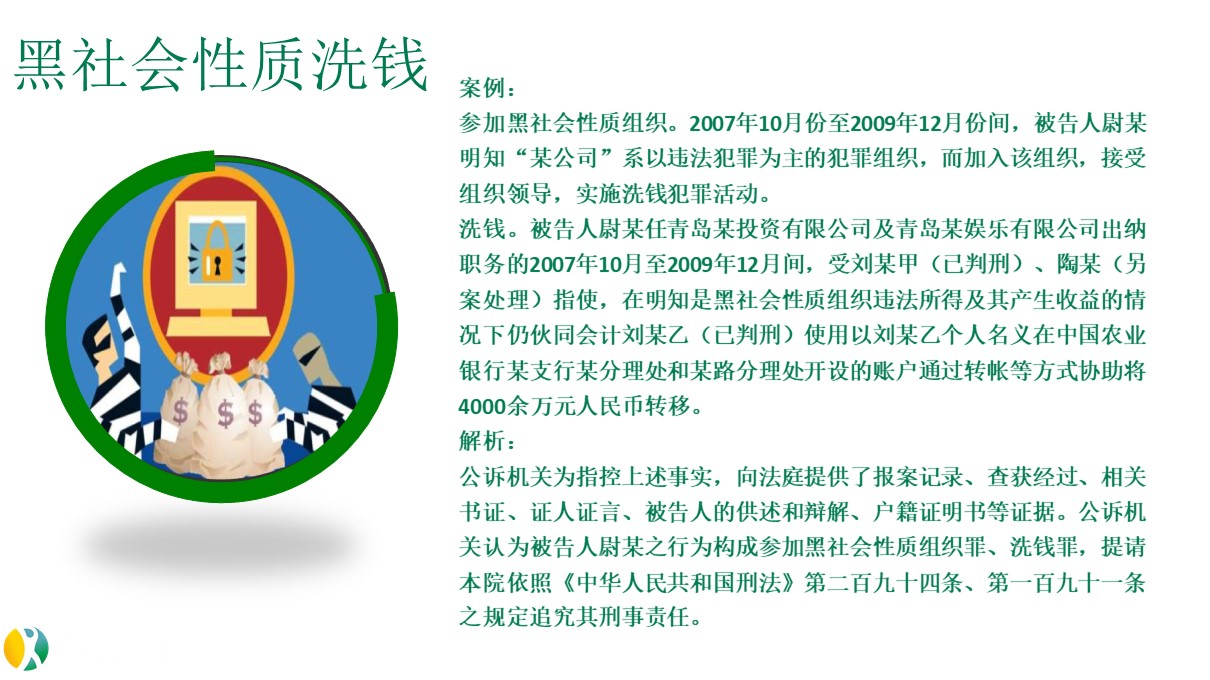 黑社会性质洗钱
案例：
参加黑社会性质组织。2007年10月份至2009年12月份间，被告人尉某
明知“某公司”系以违法犯罪为主的犯罪组织，而加入该组织，接受
组织领导，实施洗钱犯罪活动。
洗钱。被告人尉某任青岛某投资有限公司及青岛某娱乐有限公司出纳
职务的2007年10月至2009年12月间，受刘某甲（已判刑）、陶某（另
案处理）指使，在明知是黑社会性质组织违法所得及其产生收益的情
况下仍伙同会计刘某乙（已判刑）使用以刘某乙个人名义在中国农业
银行某支行某分理处和某路分理处开设的账户通过转帐等方式协助将
4000余万元人民币转移。
解析：
公诉机关为指控上述事实，向法庭提供了报案记录、查获经过、相关
书证、证人证言、被告人的供述和辩解、户籍证明书等证据。公诉机
关认为被告人尉某之行为构成参加黑社会性质组织罪、洗钱罪，提请
本院依照《中华人民共和国刑法》第二百九十四条、第一百九十一条
之规定追究其刑事责任。
$ $ $